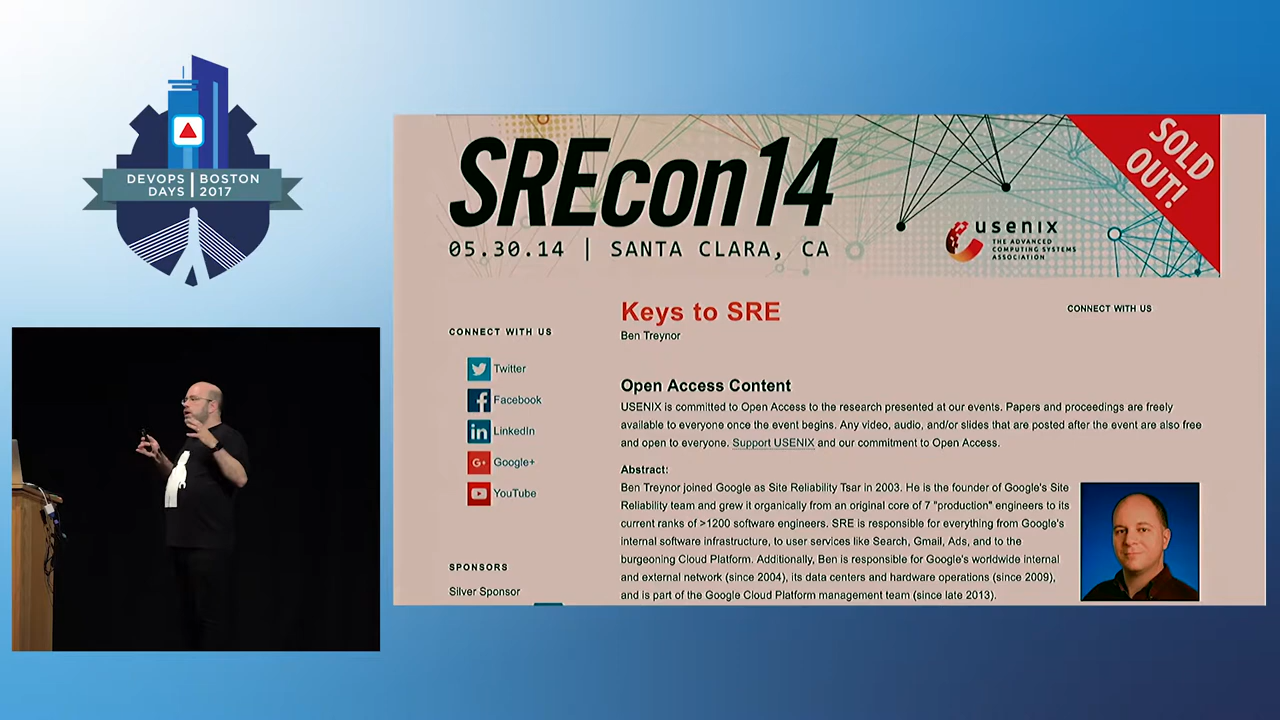 DEVOPS BOSTON
DAYS 2017
SREcon14
05.30.14 | SANTA CLARA, CA
usenix
THE ADVANCED
COMPUTING SYSTEMS
ASSOCIATION
SOLD
OUT!
CONNECT WITH US
Twitter
Facebook
LinkedIn
Google+
YouTube
SPONSORS
Silver Sponsor
Keys to SRE
Ben Treynor
Open Access Content
USENIX is committed to Open Access to the research presented at our events. Papers and proceedings are freely
available to everyone once the event begins. Any video, audio, and/or slides that are posted after the event are also free
and open to everyone. Support USENIX and our commitment to Open Access.
Abstract:
Ben Treynor joined Google as Site Reliability Tsar in 2003. He is the founder of Google's Site
Reliability team and grew it organically from an original core of 7 "production" engineers to its
current ranks of >1200 software engineers. SRE is responsible for everything from Google's
internal software infrastructure, to user services like Search, Gmail, Ads, and to the
burgeoning Cloud Platform. Additionally, Ben is responsible for Google's worldwide internal
and external network (since 2004), its data centers and hardware operations (since 2009),
and is part of the Google Cloud Platform management team (since late 2013).
CONNECT WITH US